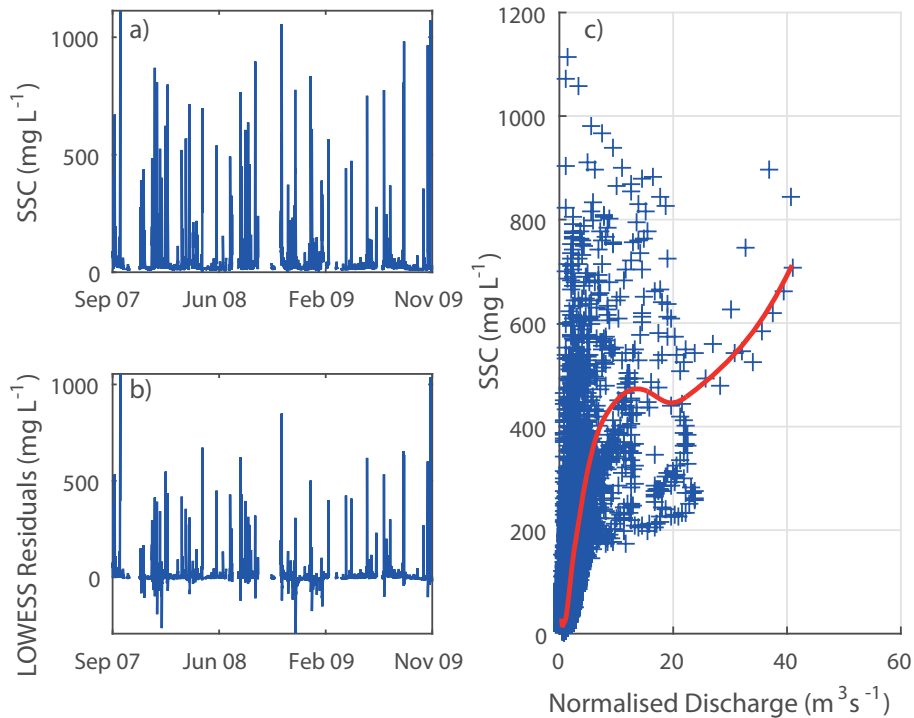 a)
1000
500
0
SSC (mg L⁻¹)
Sep 07 Jun 08 Feb 09 Nov 09
b)
1000
500
0
LOWESS Residuals (mg L⁻¹)
Sep 07 Jun 08 Feb 09 Nov 09
c)
1200
1000
800
600
400
200
0
SSC (mg L⁻¹)
0 20 40 60
Normalised Discharge (m³s⁻¹)